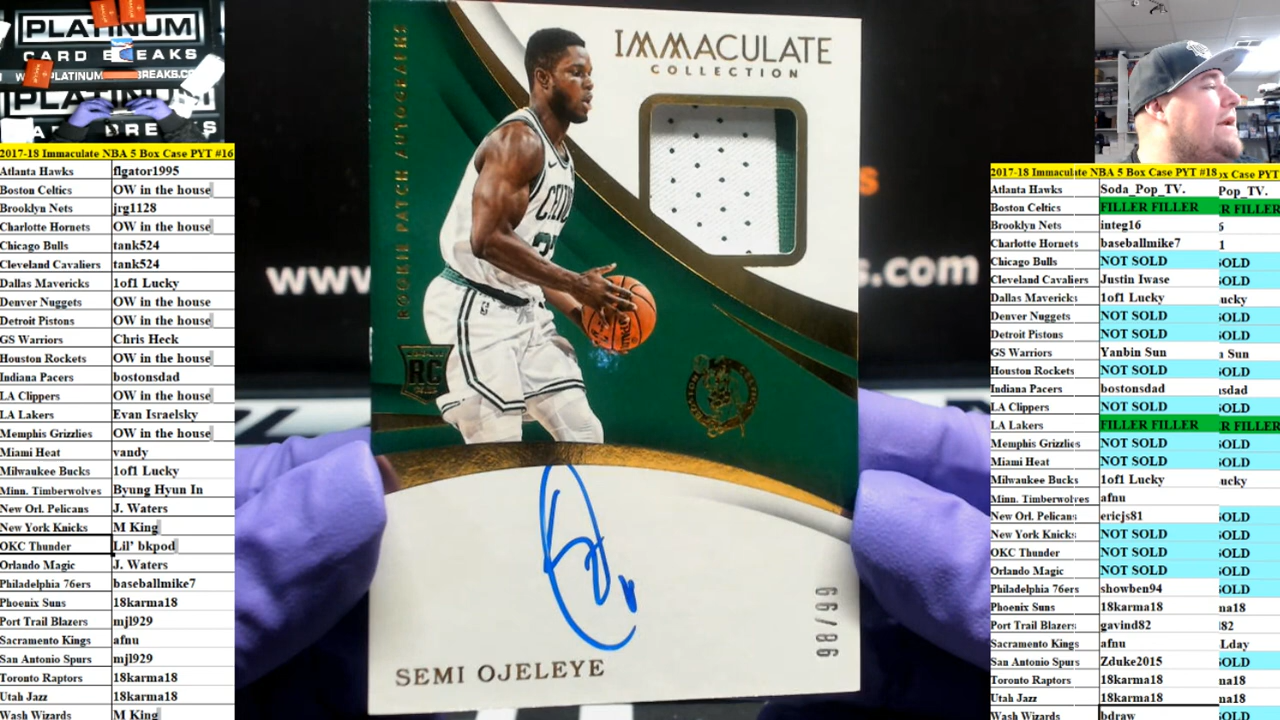 PLATINUM
CARD BREAKS
WWW.PLATINUM BREAKS.COM
PLATINUM
CARD BREAKS
2017-18 Immaculate NBA 5 Box Case PYT #16
Atlanta Hawks flgator1995
Boston Celtics OW in the house
Brooklyn Nets jrg1128
Charlotte Hornets OW in the house
Chicago Bulls tank524
Cleveland Cavaliers tank524
Dallas Mavericks 1of1 Lucky
Denver Nuggets OW in the house
Detroit Pistons OW in the house
GS Warriors Chris Heck
Houston Rockets OW in the house
Indiana Pacers bostonsdad
LA Clippers OW in the house
LA Lakers Evan Israelsky
Memphis Grizzlies OW in the house
Miami Heat vandy
Milwaukee Bucks 1of1 Lucky
Minn. Timberwolves Byung Hyun In
New Orl. Pelicans J. Waters
New York Knicks M King
OKC Thunder Lil' bkpod
Orlando Magic J. Waters
Philadelphia 76ers baseballmike7
Phoenix Suns 18karma18
Port Trail Blazers mjl929
Sacramento Kings afnu
San Antonio Spurs mjl929
Toronto Raptors 18karma18
Utah Jazz 18karma18
Wash Wizards M King
IMMACULATE
COLLECTION
ROOKIE PATCH AUTOGRAPHS
www
s.com
RC
SEMI OJELEYE
98/99
2017-18 Immaculate NBA 5 Box Case PYT #18 ox Case PYT
Atlanta Hawks Soda_Pop_TV. Pop_TV.
Boston Celtics FILLER FILLER R FILLER
Brooklyn Nets integ16 6
Charlotte Hornets baseballmike7 1
Chicago Bulls NOT SOLD SOLD
Cleveland Cavaliers Justin Iwase SOLD
Dallas Mavericks 1of1 Lucky ucky
Denver Nuggets NOT SOLD SOLD
Detroit Pistons NOT SOLD SOLD
GS Warriors Yanbin Sun n Sun
Houston Rockets NOT SOLD SOLD
Indiana Pacers bostonsdad sdad
LA Clippers NOT SOLD SOLD
LA Lakers FILLER FILLER R FILLER
Memphis Grizzlies NOT SOLD SOLD
Miami Heat NOT SOLD SOLD
Milwaukee Bucks 1of1 Lucky ucky
Minn. Timberwolves afnu
New Orl. Pelicans ericjs81 SOLD
New York Knicks NOT SOLD SOLD
OKC Thunder NOT SOLD SOLD
Orlando Magic NOT SOLD SOLD
Philadelphia 76ers showben94 SOLD
Phoenix Suns 18karma18 ma18
Port Trail Blazers gavind82 82
Sacramento Kings afnu Lday
San Antonio Spurs Zduke2015 SOLD
Toronto Raptors 18karma18 na18
Utah Jazz 18karma18 na18
Wash Wizards bdraw SOLD